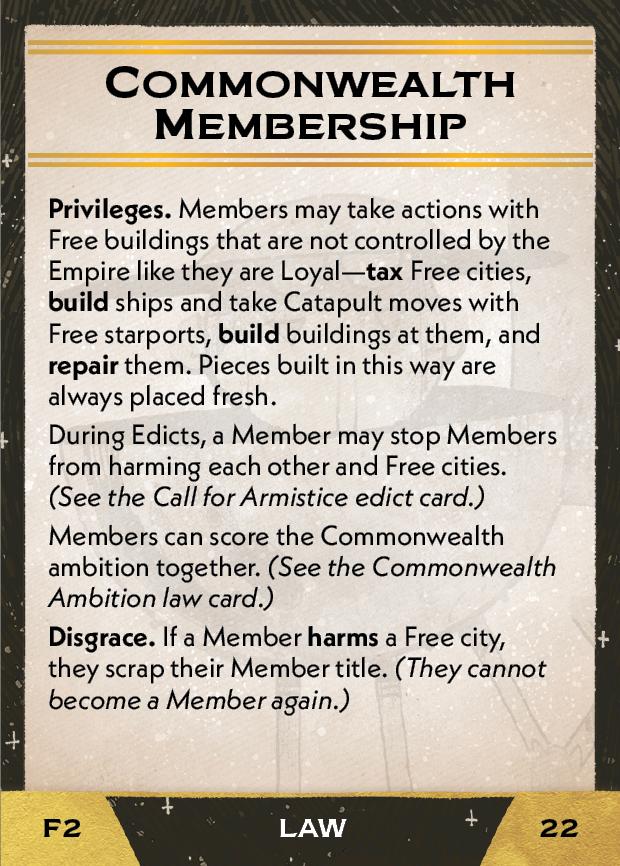 COMMONWEALTH
MEMBERSHIP
Privileges. Members may take actions with
Free buildings that are not controlled by the
Empire like they are Loyal—tax Free cities,
build ships and take Catapult moves with
Free starports, build buildings at them, and
repair them. Pieces built in this way are
always placed fresh.
During Edicts, a Member may stop Members
from harming each other and Free cities.
(See the Call for Armistice edict card.)
Members can score the Commonwealth
ambition together. (See the Commonwealth
Ambition law card.)
Disgrace. If a Member harms a Free city,
they scrap their Member title. (They cannot
become a Member again.)
F2 LAW 22